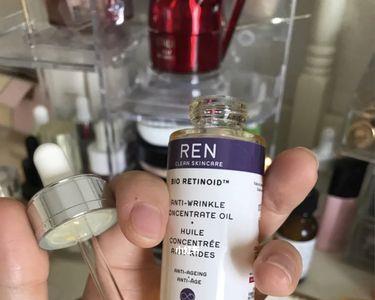 REN
CLEAN SKINCARE
BIO RETINOID™
ANTI-WRINKLE
CONCENTRATE OIL
•
HUILE
CONCENTRÉE
ANTI-RIDES
ANTI-AGEING
•
ANTI-ÂGE